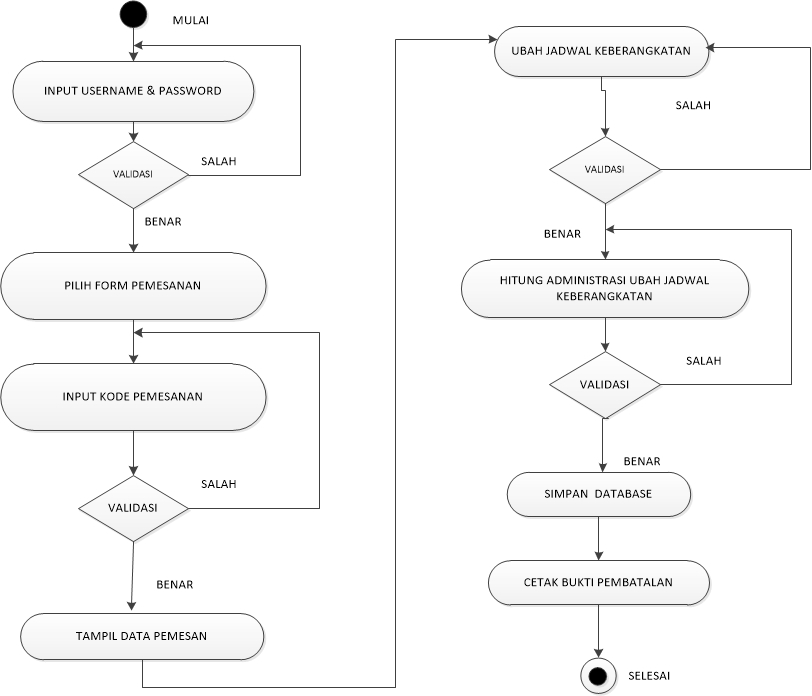 MULAI
INPUT USERNAME & PASSWORD
VALIDASI
SALAH
BENAR
PILIH FORM PEMESANAN
INPUT KODE PEMESANAN
VALIDASI
SALAH
BENAR
TAMPIL DATA PEMESAN
UBAH JADWAL KEBERANGKATAN
SALAH
VALIDASI
BENAR
HITUNG ADMINISTRASI UBAH JADWAL
KEBERANGKATAN
VALIDASI
SALAH
BENAR
SIMPAN DATABASE
CETAK BUKTI PEMBATALAN
SELESAI